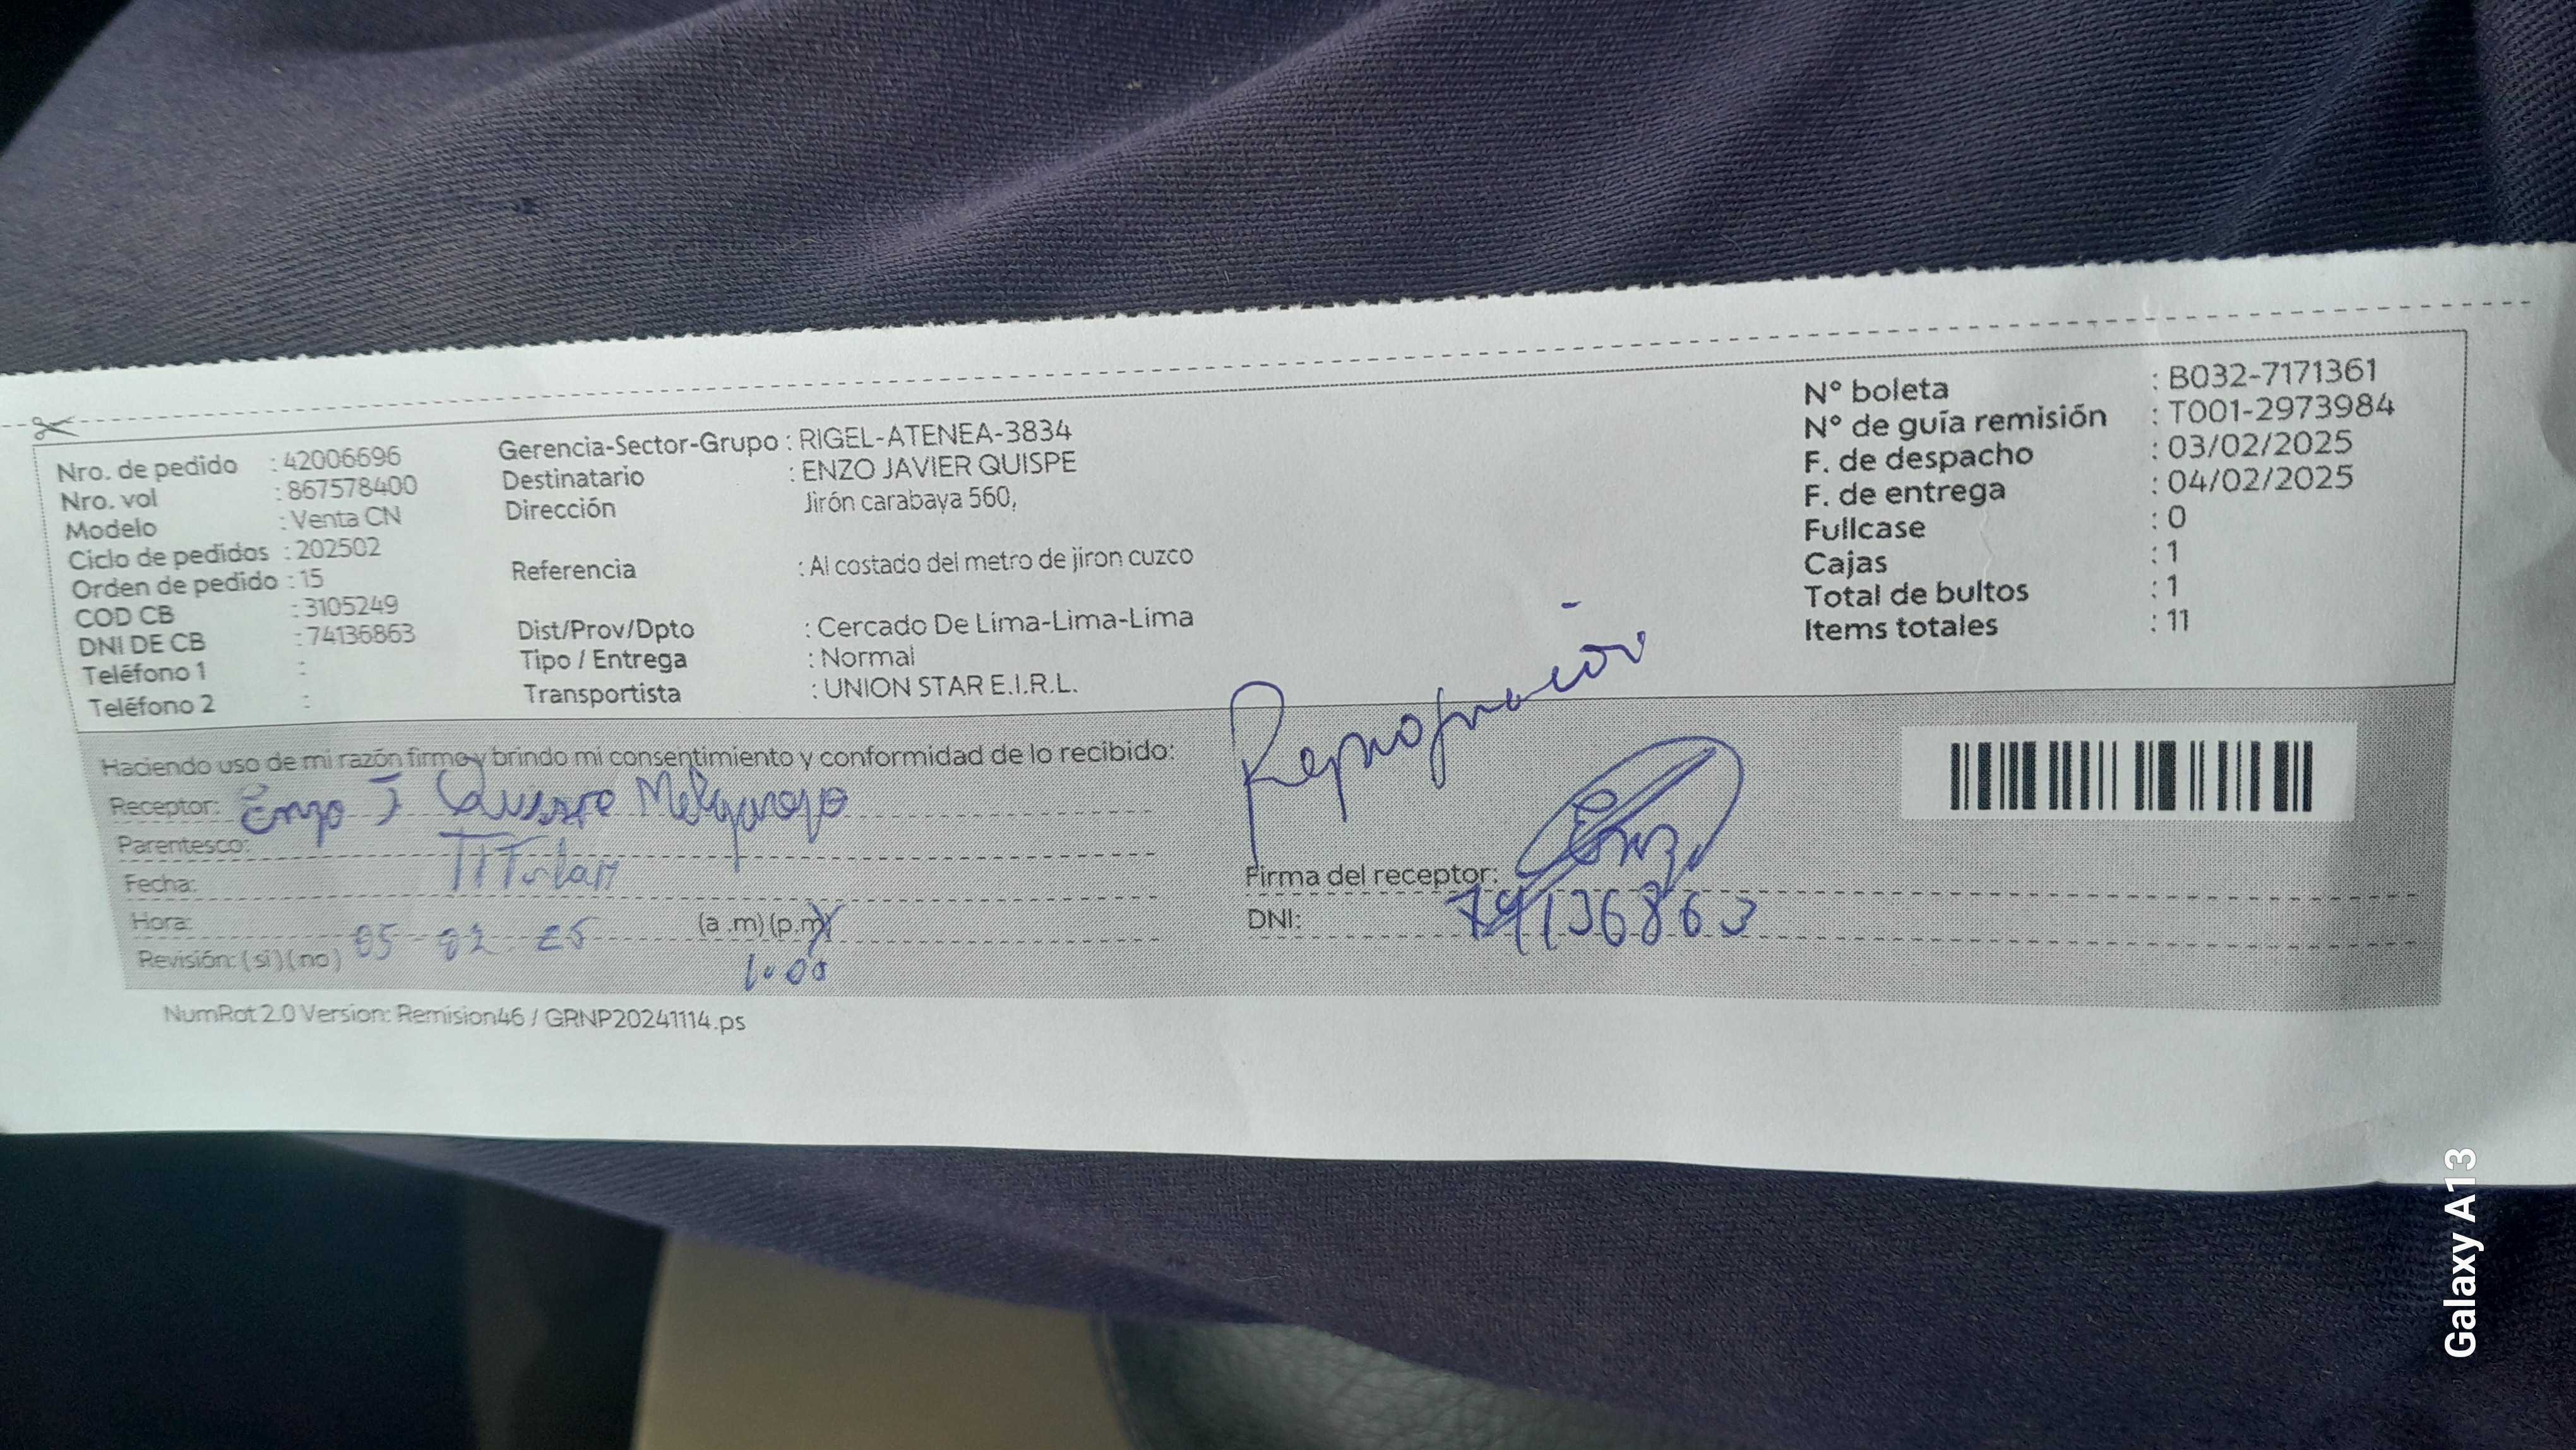 Nro. de pedido : 42006696
Nro. vol : 867578400
Modelo : Venta CN
Ciclo de pedidos : 202502
Orden de pedido : 15
COD CB : 3105249
DNI DE CB : 74136863
Teléfono 1 :
Teléfono 2 :
Gerencia-Sector-Grupo : RIGEL-ATENEA-3834
Destinatario : ENZO JAVIER QUISPE
Dirección Jirón carabaya 560,
Referencia : Al costado del metro de jiron cuzco
Dist/Prov/Dpto : Cercado De Lima-Lima-Lima
Tipo / Entrega : Normal
Transportista : UNION STAR E.I.R.L.
N° boleta : B032-7171361
N° de guía remisión : T001-2973984
F. de despacho : 03/02/2025
F. de entrega : 04/02/2025
Fullcase : 0
Cajas : 1
Total de bultos : 1
Items totales : 11
Haciendo uso de mi razón firmo y brindo mi consentimiento y conformidad de lo recibido:
Receptor: Enzo J Quispe Melgarejo
Parentesco: TITular
Fecha:
Hora: (a .m) (p.m)
Revisión: (si) (no) 05-02-25 1:00
Firma del receptor: Enzo
DNI: 74136863
NumRot 2.0 Version: Remision46 / GRNP20241114.ps
Galaxy A13